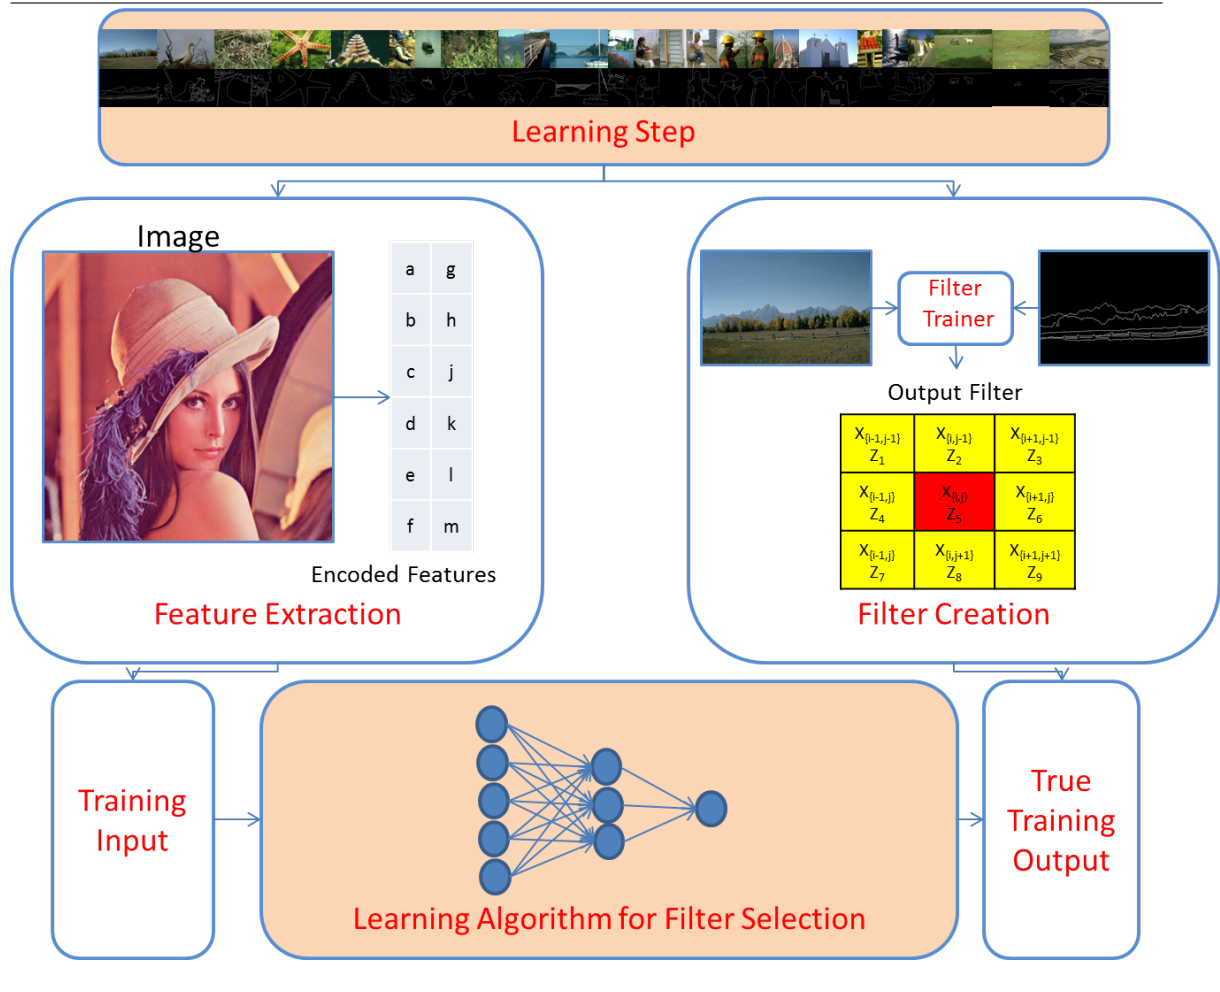 Learning Step
Image
a g
b h
c j
d k
e l
f m
Encoded Features
Feature Extraction
Filter
Trainer
Output Filter
X{i-1,j-1} X{i,j-1} X{i+1,j-1}
Z1 Z2 Z3
X{i-1,j} X{i,j} X{i+1,j}
Z4 Z5 Z6
X{i-1,j} X{i,j+1} X{i+1,j+1}
Z7 Z8 Z9
Filter Creation
Training
Input
Learning Algorithm for Filter Selection
True
Training
Output